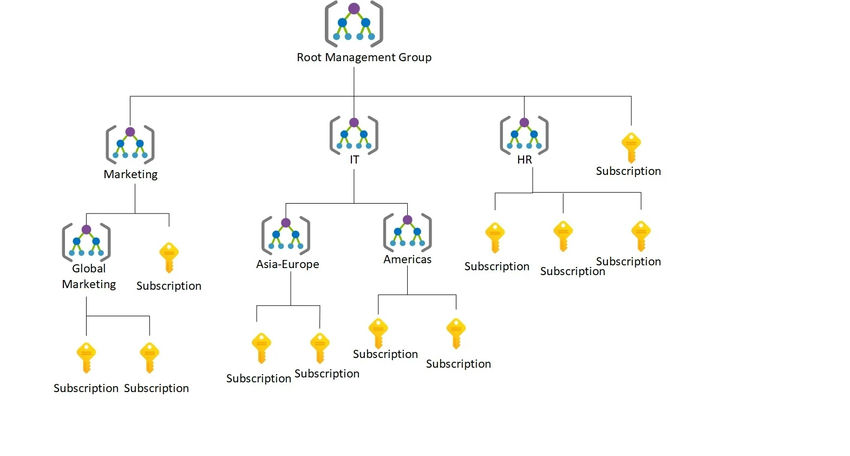 Root Management Group
Marketing
IT
HR
Subscription
Global
Marketing
Subscription
Asia-Europe
Americas
Subscription
Subscription
Subscription
Subscription
Subscription
Subscription
Subscription
Subscription
Subscription